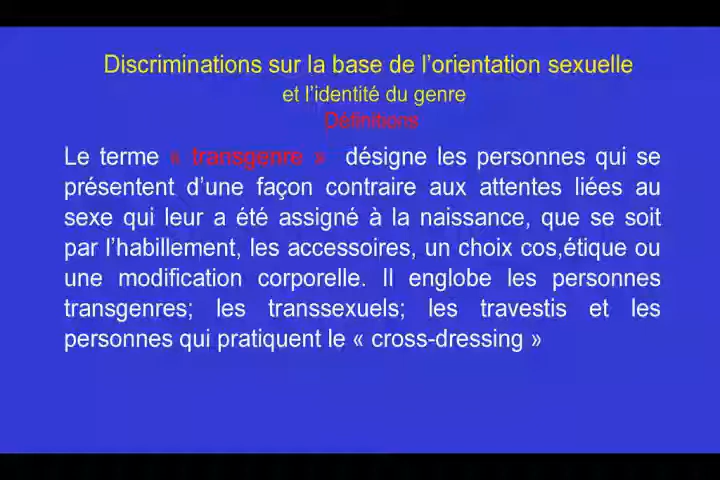 Discriminations sur la base de l’orientation sexuelle
et l’identité du genre
Définitions
Le terme « transgenre » désigne les personnes qui se
présentent d’une façon contraire aux attentes liées au
sexe qui leur a été assigné à la naissance, que se soit
par l’habillement, les accessoires, un choix cos,étique ou
une modification corporelle. Il englobe les personnes
transgenres; les transsexuels; les travestis et les
personnes qui pratiquent le « cross-dressing »